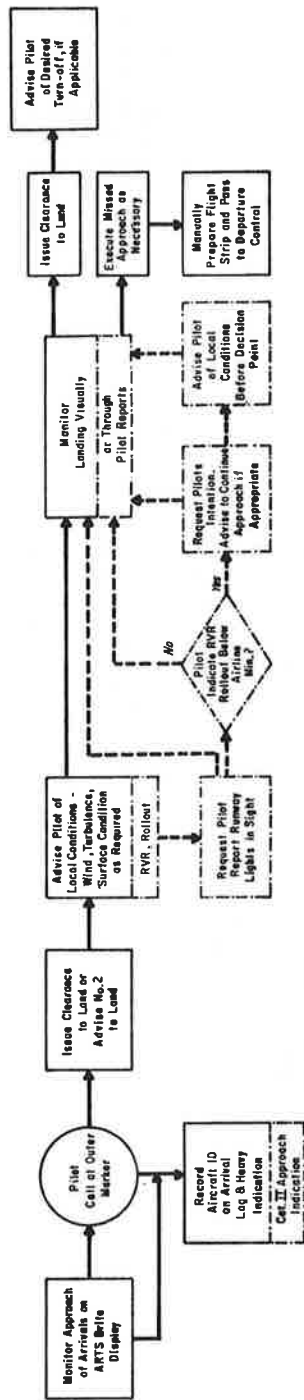 Monitor Approach
of Arrivals on
ARTS Brite
Display
Pilot
Call at Outer
Marker
Record
Aircraft ID
on Arrival
Log & Heavy
Indication
Cat. II Approach
Indication
Issue Clearance
to Land or
Advise No.2
to Land
Advise Pilot of
Local Conditions -
Wind, Turbulence,
Surface Condition
as Required
RVR, Rollout
Request Pilot
Report Runway
Lights in Sight
Pilot
Indicate RVR
Rollout Below
Airline
Min.?
No
Yes
Request Pilots
Intention,
Advise to Continue
Approach if
Appropriate
Advise Pilot
of Local
Conditions
Before Decision
Point
Monitor
Landing Visually
or Through
Pilot Reports
Issue Clearance
to Land
Execute Missed
Approach as
Necessary
Manually
Prepare Flight
Strip and Pass
to Departure
Control
Advise Pilot
of Desired
Turn-off, if
Applicable